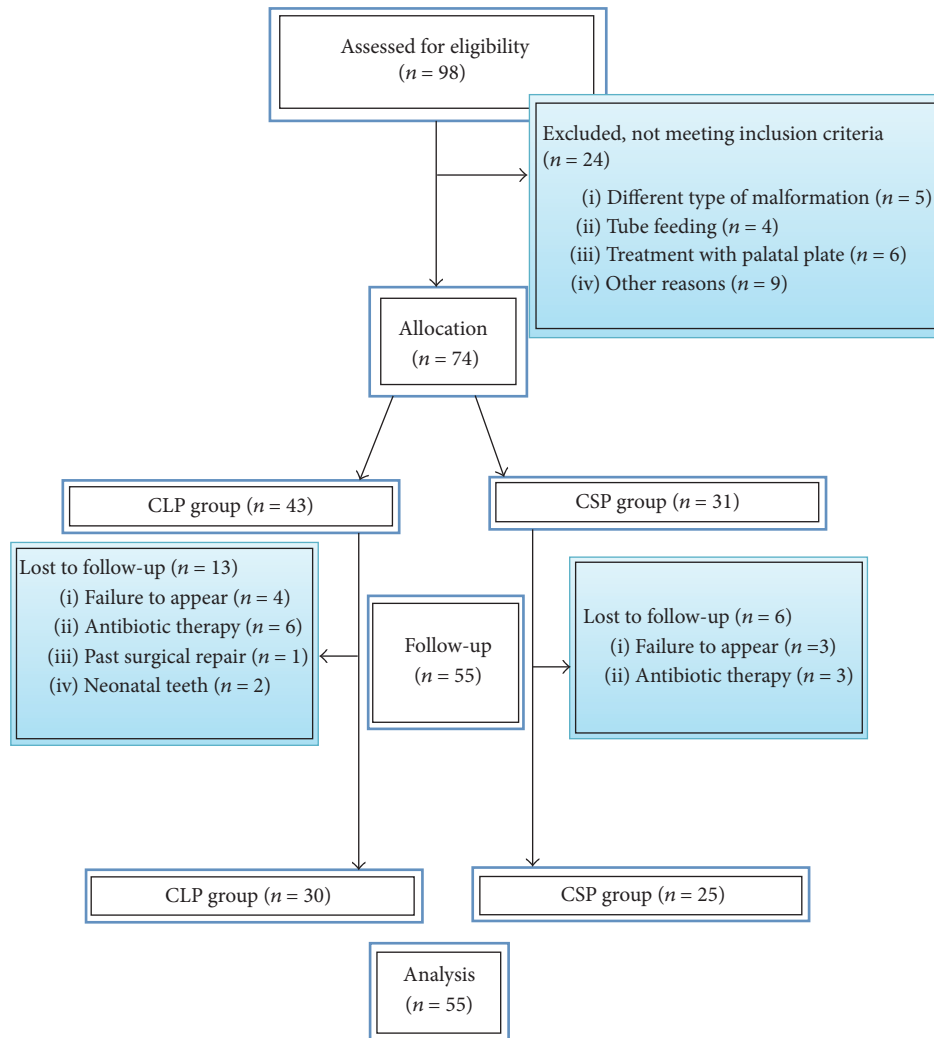 Assessed for eligibility
(n = 98)
Excluded, not meeting inclusion criteria
(n = 24)
(i) Different type of malformation (n = 5)
(ii) Tube feeding (n = 4)
(iii) Treatment with palatal plate (n = 6)
(iv) Other reasons (n = 9)
Allocation
(n = 74)
CLP group (n = 43)
CSP group (n = 31)
Lost to follow-up (n = 13)
(i) Failure to appear (n = 4)
(ii) Antibiotic therapy (n = 6)
(iii) Past surgical repair (n = 1)
(iv) Neonatal teeth (n = 2)
Follow-up
(n = 55)
Lost to follow-up (n = 6)
(i) Failure to appear (n =3)
(ii) Antibiotic therapy (n = 3)
CLP group (n = 30)
CSP group (n = 25)
Analysis
(n = 55)